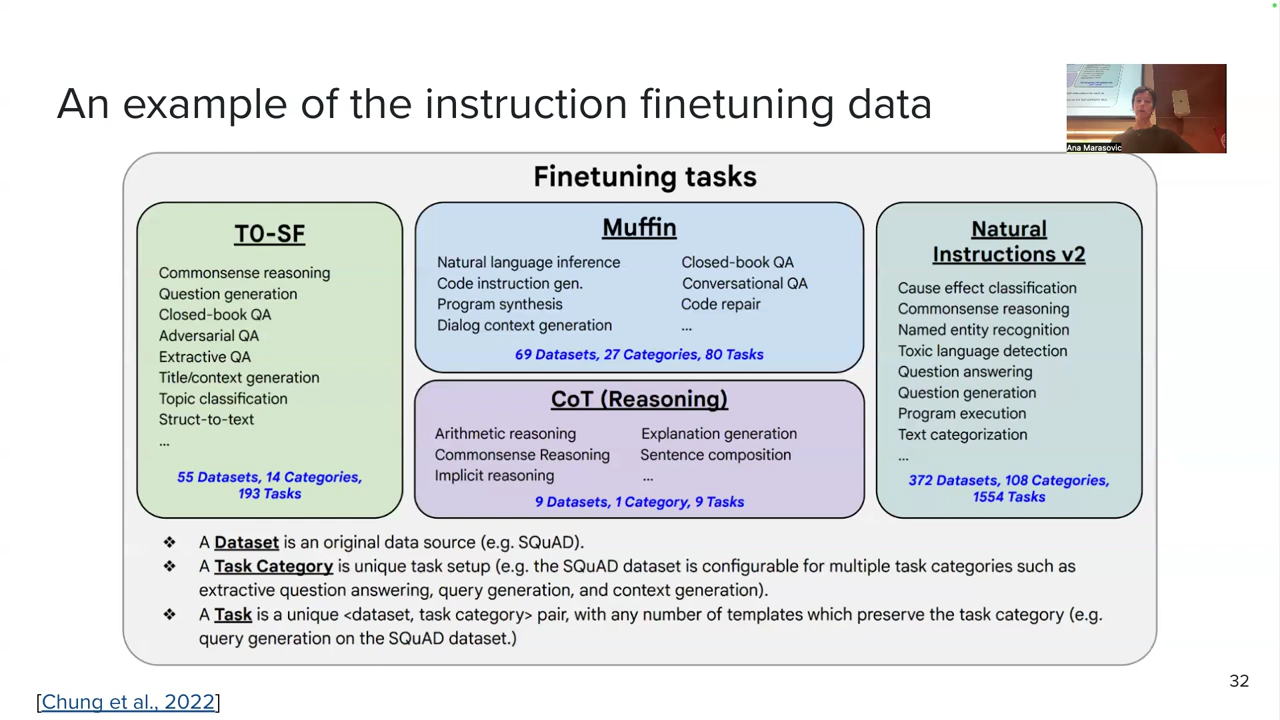 An example of the instruction finetuning data
Ana Marasovic
Finetuning tasks
T0-SF
Commonsense reasoning
Question generation
Closed-book QA
Adversarial QA
Extractive QA
Title/context generation
Topic classification
Struct-to-text
...
55 Datasets, 14 Categories,
193 Tasks
Muffin
Natural language inference
Code instruction gen.
Program synthesis
Dialog context generation
Closed-book QA
Conversational QA
Code repair
...
69 Datasets, 27 Categories, 80 Tasks
CoT (Reasoning)
Arithmetic reasoning
Commonsense Reasoning
Implicit reasoning
Explanation generation
Sentence composition
...
9 Datasets, 1 Category, 9 Tasks
Natural
Instructions v2
Cause effect classification
Commonsense reasoning
Named entity recognition
Toxic language detection
Question answering
Question generation
Program execution
Text categorization
...
372 Datasets, 108 Categories,
1554 Tasks
❖ A Dataset is an original data source (e.g. SQuAD).
❖ A Task Category is unique task setup (e.g. the SQuAD dataset is configurable for multiple task categories such as
extractive question answering, query generation, and context generation).
❖ A Task is a unique <dataset, task category> pair, with any number of templates which preserve the task category (e.g.
query generation on the SQuAD dataset.)
[Chung et al., 2022]
32